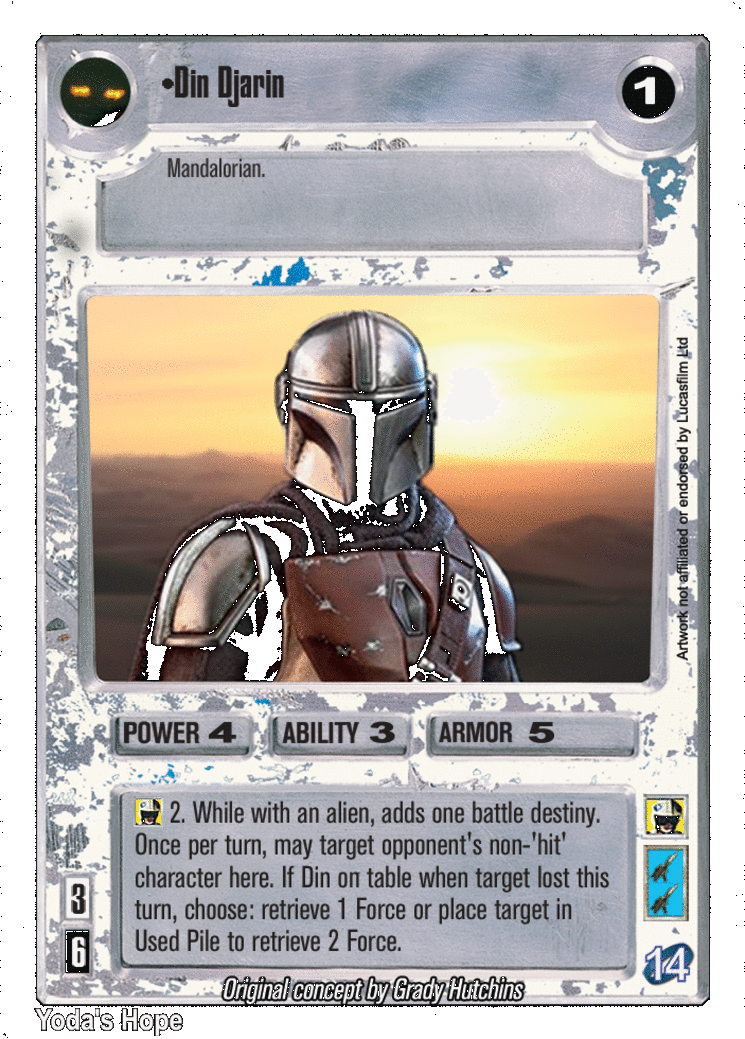 •Din Djarin
1
Mandalorian.
Artwork not affiliated or endorsed by Lucasfilm Ltd
POWER 4 ABILITY 3 ARMOR 5
2. While with an alien, adds one battle destiny.
Once per turn, may target opponent's non-'hit'
character here. If Din on table when target lost this
turn, choose: retrieve 1 Force or place target in
Used Pile to retrieve 2 Force.
3
6
14
Original concept by Grady Hutchins
Yoda's Hope